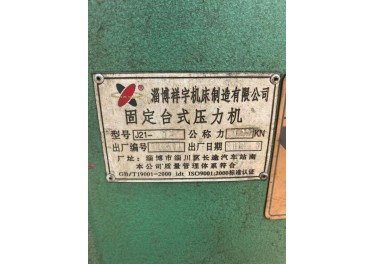 淄博祥宇机床制造有限公司
固定台式压力机
型号 J21- 公称力 KN
出厂编号 出厂日期
厂址：淄博市淄川区长途汽车站南
本公司质量管理体系符合
GB/T19001-2000 idt ISO9001:2000标准认证